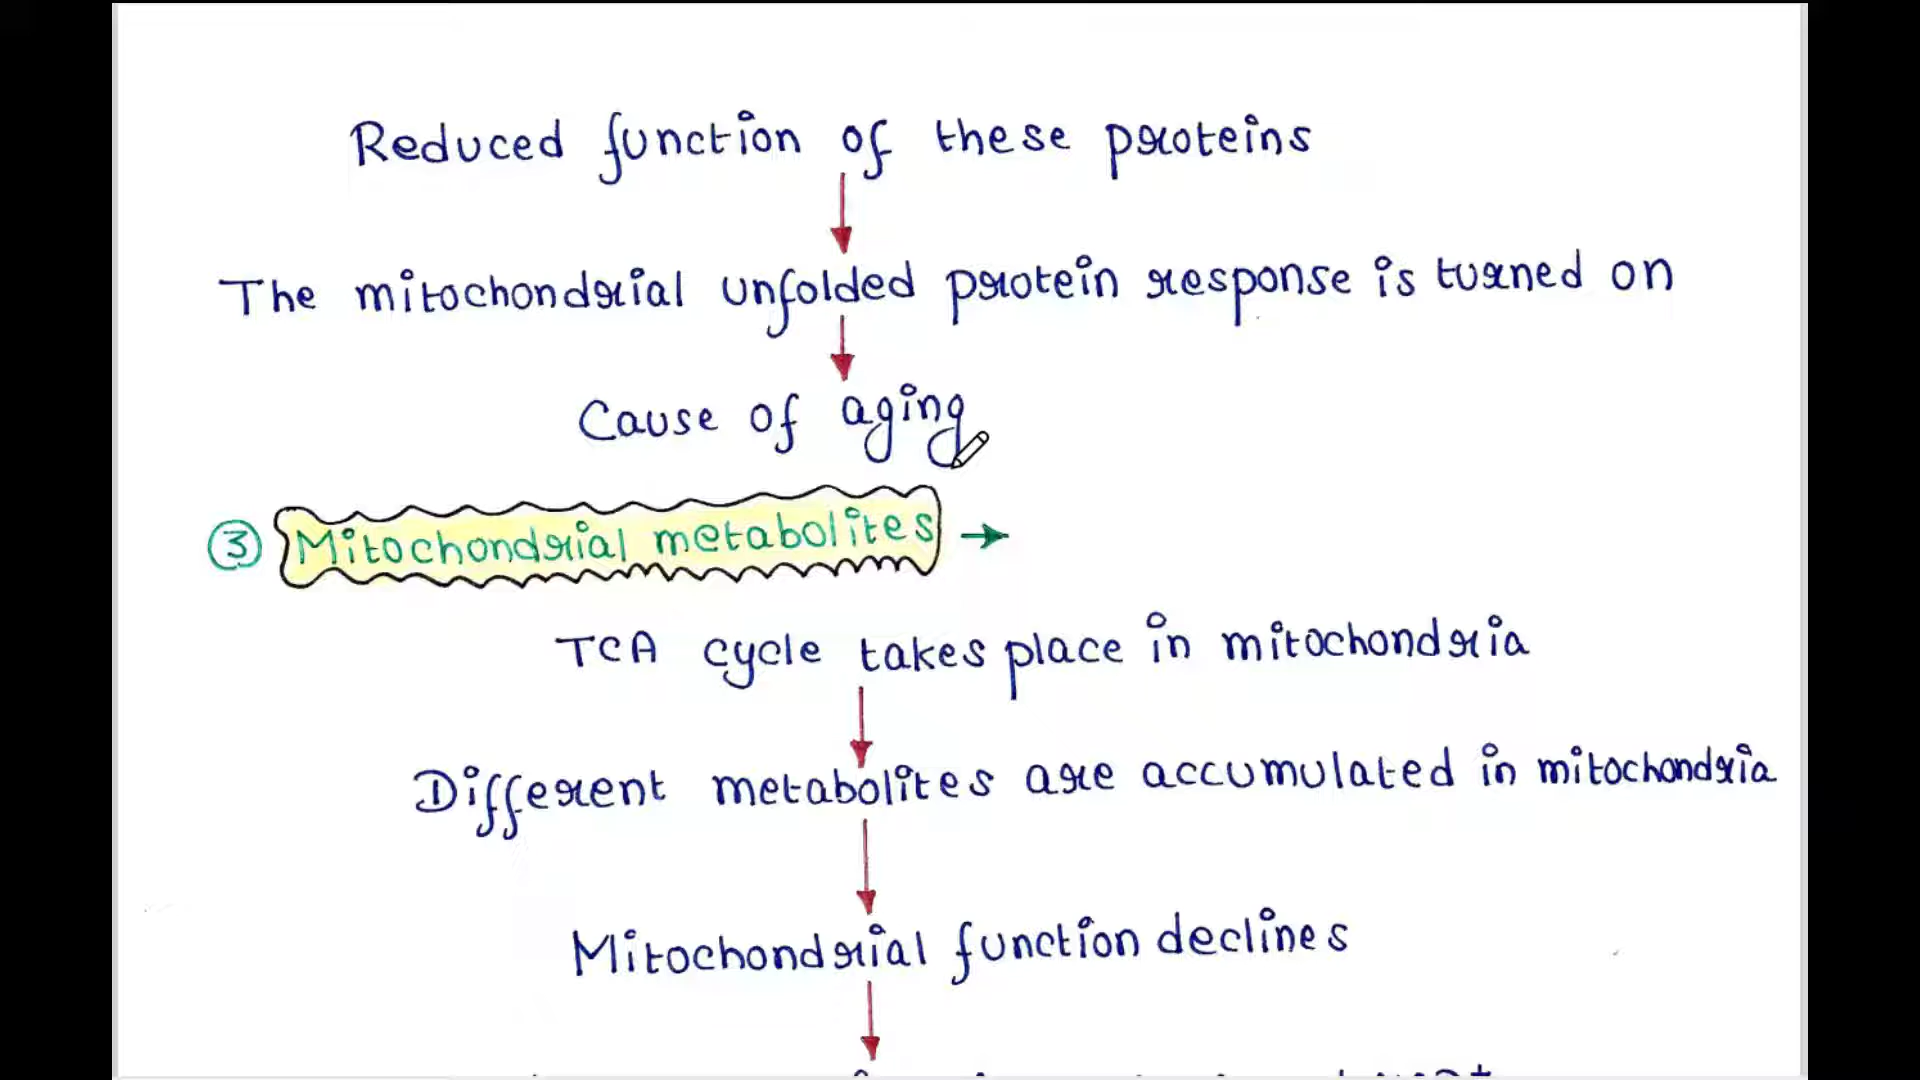 Reduced function of these proteins
The mitochondrial unfolded protein response is turned on
Cause of aging
3 Mitochondrial metabolites →
TCA cycle takes place in mitochondria
Different metabolites are accumulated in mitochondria
Mitochondrial function declines